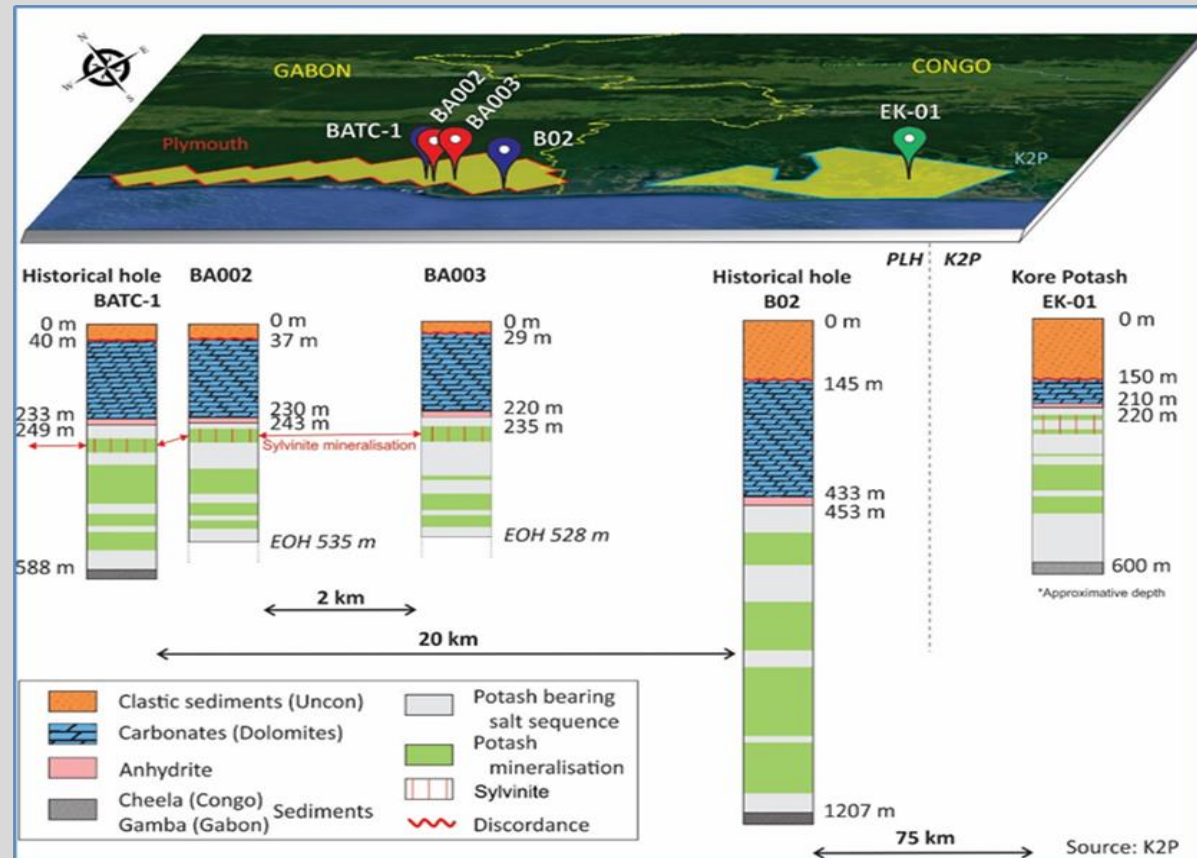 N
E
W
S
GABON
CONGO
BATC-1
BA002
BA003
B02
EK-01
Plymouth
K2P
PLH
K2P
Historical hole
BATC-1
0 m
40 m
233 m
249 m
588 m
BA002
0 m
37 m
230 m
243 m
Sylvinite mineralisation
EOH 535 m
BA003
0 m
29 m
220 m
235 m
EOH 528 m
Historical hole
B02
0 m
145 m
433 m
453 m
1207 m
Kore Potash
EK-01
0 m
150 m
210 m
220 m
600 m
*Approximative depth
2 km
20 km
75 km
Clastic sediments (Uncon)
Carbonates (Dolomites)
Anhydrite
Cheela (Congo)
Gamba (Gabon)
Sediments
Potash bearing
salt sequence
Potash
mineralisation
Sylvinite
Discordance
Source: K2P